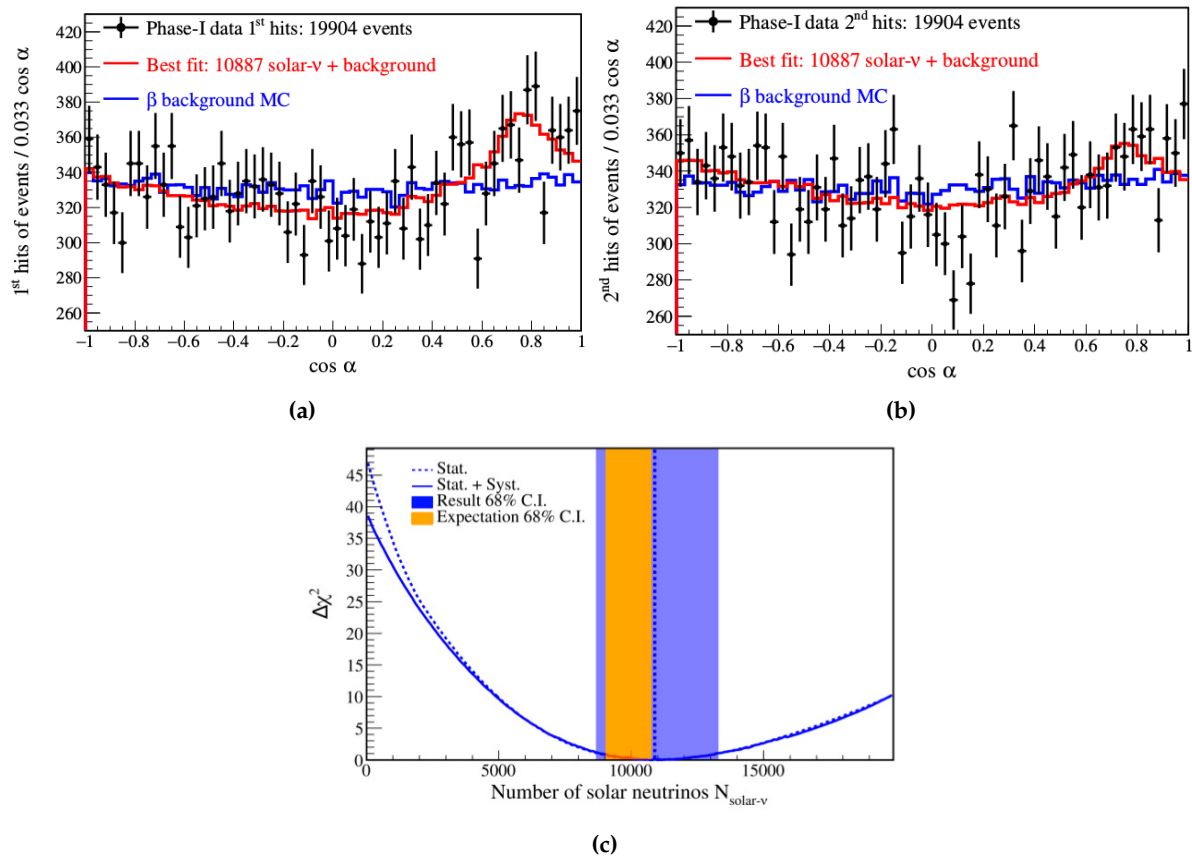 Phase-I data 1st hits: 19904 events
Best fit: 10887 solar-ν + background
β background MC
1st hits of events / 0.033 cos α
420
400
380
360
340
320
300
280
260
−1 −0.8 −0.6 −0.4 −0.2 0 0.2 0.4 0.6 0.8 1
cos α
(a)
Phase-I data 2nd hits: 19904 events
Best fit: 10887 solar-ν + background
β background MC
2nd hits of events / 0.033 cos α
420
400
380
360
340
320
300
280
260
−1 −0.8 −0.6 −0.4 −0.2 0 0.2 0.4 0.6 0.8 1
cos α
(b)
Stat.
Stat. + Syst.
Result 68% C.I.
Expectation 68% C.I.
Δχ2
45
40
35
30
25
20
15
10
5
0
0 5000 10000 15000
Number of solar neutrinos Nsolar-ν
(c)